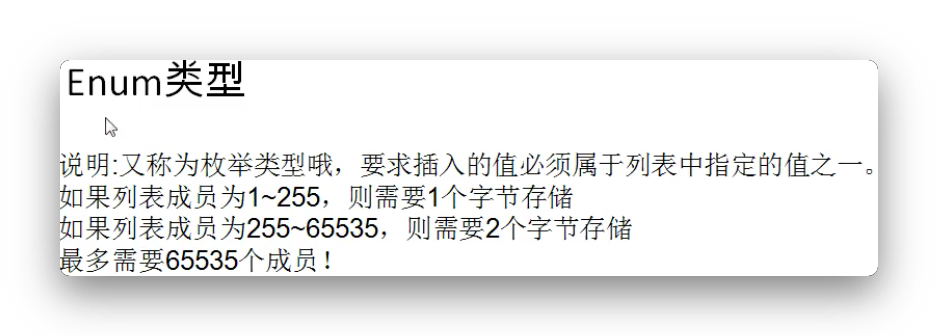 Enum类型
说明:又称为枚举类型哦，要求插入的值必须属于列表中指定的值之一。
如果列表成员为1~255，则需要1个字节存储
如果列表成员为255~65535，则需要2个字节存储
最多需要65535个成员！